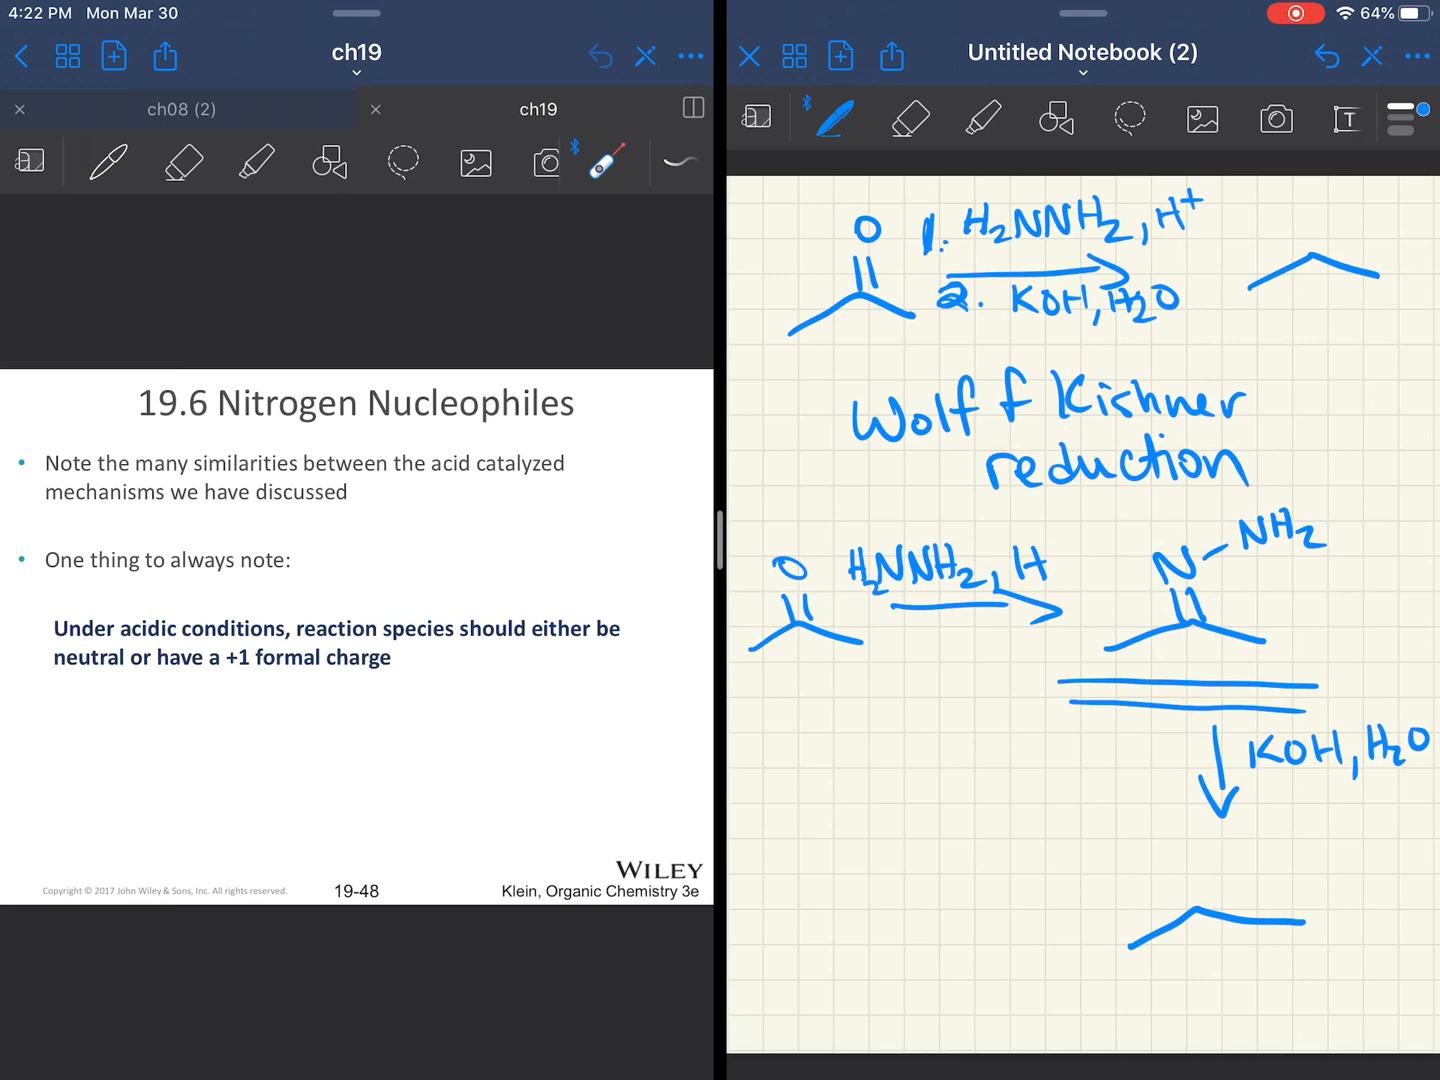 4:22 PM Mon Mar 30
64%
ch19
ch08 (2)
ch19
19.6 Nitrogen Nucleophiles
• Note the many similarities between the acid catalyzed
mechanisms we have discussed
• One thing to always note:
Under acidic conditions, reaction species should either be
neutral or have a +1 formal charge
WILEY
Copyright © 2017 John Wiley & Sons, Inc. All rights reserved.
19-48
Klein, Organic Chemistry 3e
Untitled Notebook (2)
T
O
1. H₂NNH₂, H⁺
2. KOH, H₂O
Wolff Kishner
reduction
O
H₂NNH₂, H
N-NH₂
KOH, H₂O